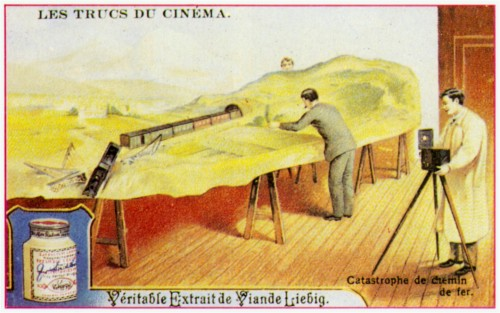 LES TRUCS DU CINÉMA.
Catastrophe de chemin
de fer.
Véritable Extrait de Viande Liebig.